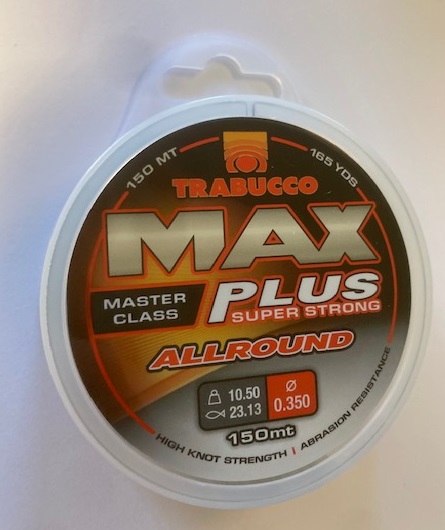 150 MT
165 YDS
TRABUCCO
MAX
MASTER
CLASS
PLUS
SUPER STRONG
ALLROUND
10.50
23.13
Ø
0.350
150mt
HIGH KNOT STRENGTH | ABRASION RESISTANCE